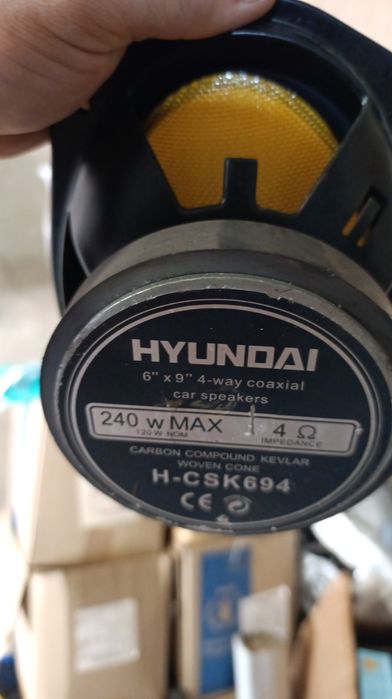 HYUNDAI
6" x 9" 4-way coaxial
car speakers
240 w MAX 4 Ω
120 W NOM IMPEDANCE
CARBON COMPOUND KEVLAR
WOVEN CONE
H-CSK694
CE